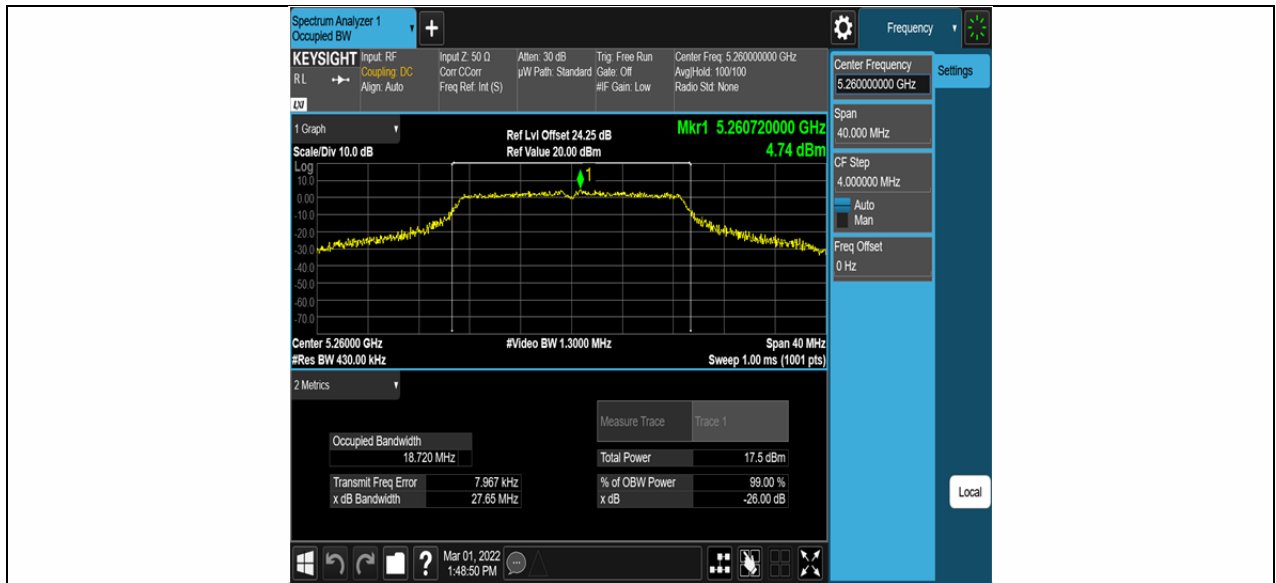 Spectrum Analyzer 1
Occupied BW
+
Frequency
KEYSIGHT
RL
LXI
Input: RF
Coupling: DC
Align: Auto
Input Z: 50 Ω
Corr CCorr
Freq Ref: Int (S)
Atten: 30 dB
µW Path: Standard
Trig: Free Run
Gate: Off
#IF Gain: Low
Center Freq: 5.260000000 GHz
Avg|Hold: 100/100
Radio Std: None
Center Frequency
5.260000000 GHz
Settings
Span
40.000 MHz
CF Step
4.000000 MHz
Auto
Man
Freq Offset
0 Hz
Local
1 Graph
Scale/Div 10.0 dB
Ref Lvl Offset 24.25 dB
Ref Value 20.00 dBm
Mkr1 5.260720000 GHz
4.74 dBm
Log
10.0
0.00
-10.0
-20.0
-30.0
-40.0
-50.0
-60.0
-70.0
1
Center 5.26000 GHz
#Res BW 430.00 kHz
#Video BW 1.3000 MHz
Span 40 MHz
Sweep 1.00 ms (1001 pts)
2 Metrics
Measure Trace Trace 1
Occupied Bandwidth
18.720 MHz
Total Power 17.5 dBm
Transmit Freq Error 7.967 kHz
% of OBW Power 99.00 %
x dB Bandwidth 27.65 MHz
x dB -26.00 dB
?
Mar 01, 2022
1:48:50 PM